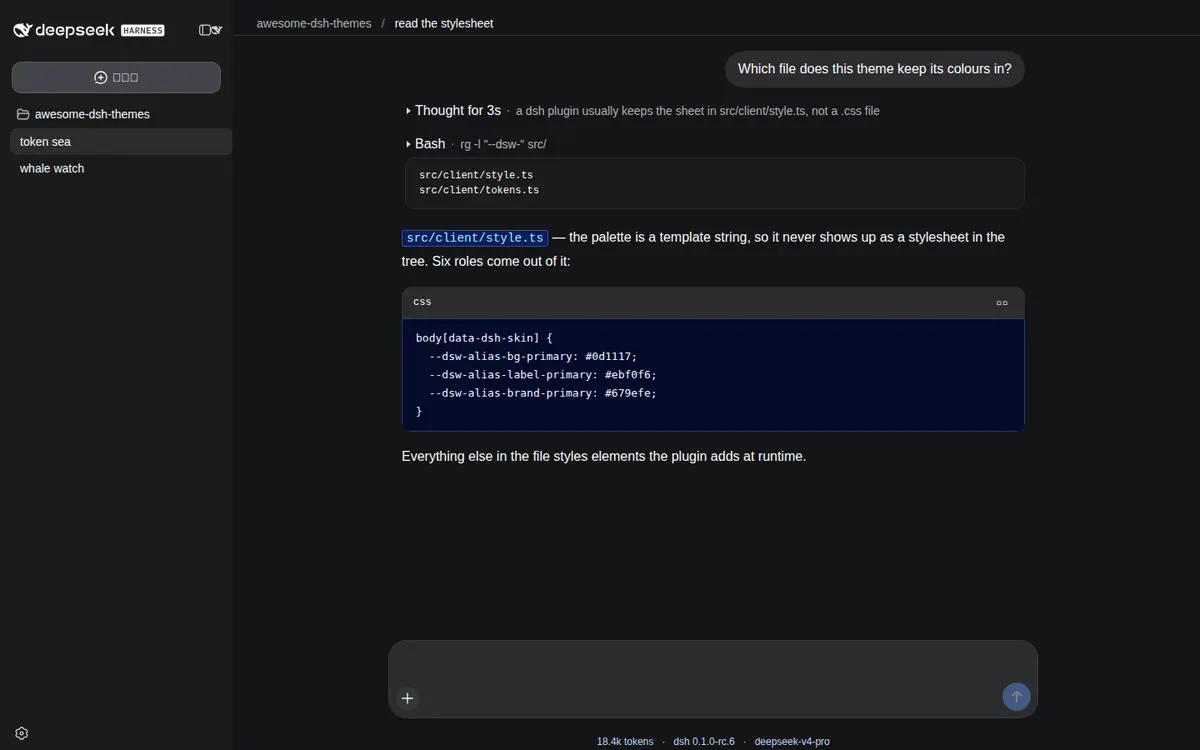 deepseek HARNESS
awesome-dsh-themes
token sea
whale watch
awesome-dsh-themes / read the stylesheet
Which file does this theme keep its colours in?
Thought for 3s · a dsh plugin usually keeps the sheet in src/client/style.ts, not a .css file
Bash · rg -l "--dsw-" src/
src/client/style.ts
src/client/tokens.ts
src/client/style.ts — the palette is a template string, so it never shows up as a stylesheet in the
tree. Six roles come out of it:
css
body[data-dsh-skin] {
--dsw-alias-bg-primary: #0d1117;
--dsw-alias-label-primary: #ebf0f6;
--dsw-alias-brand-primary: #679efe;
}
Everything else in the file styles elements the plugin adds at runtime.
18.4k tokens · dsh 0.1.0-rc.6 · deepseek-v4-pro